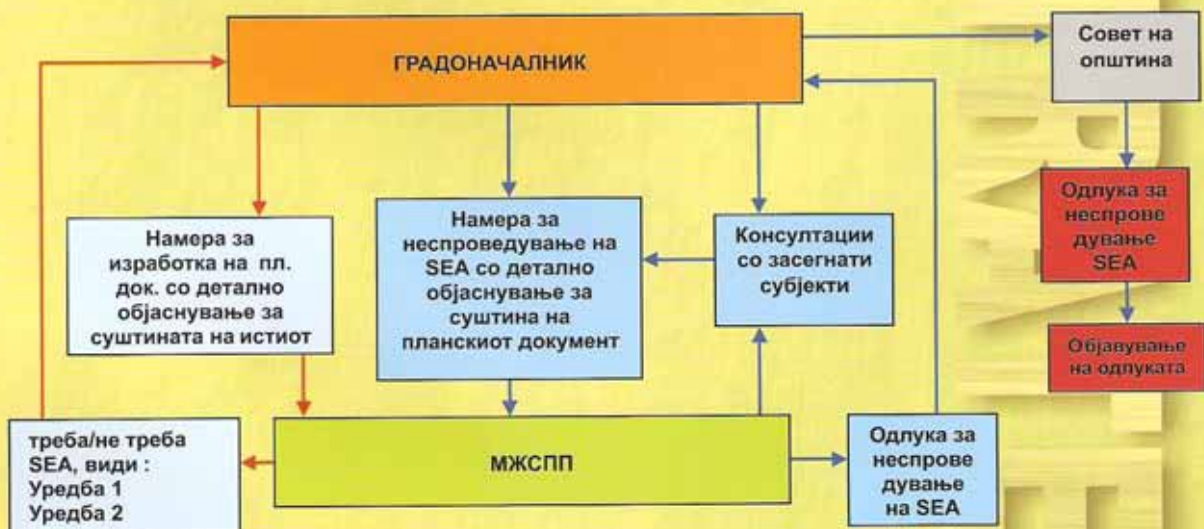 ГРАДОНАЧАЛНИК
Совет на
општина
Намера за
изработка на пл.
док. со детално
објаснување за
суштината на истиот
Намера за
неспроведување на
SEA со детално
објаснување за
суштина на
планскиот документ
Консултации
со засегнати
субјекти
Одлука за
неспрове
дување
SEA
Објавување
на одлуката
треба/не треба
SEA, види :
Уредба 1
Уредба 2
МЖСПП
Одлука за
неспрове
дување
на SEA